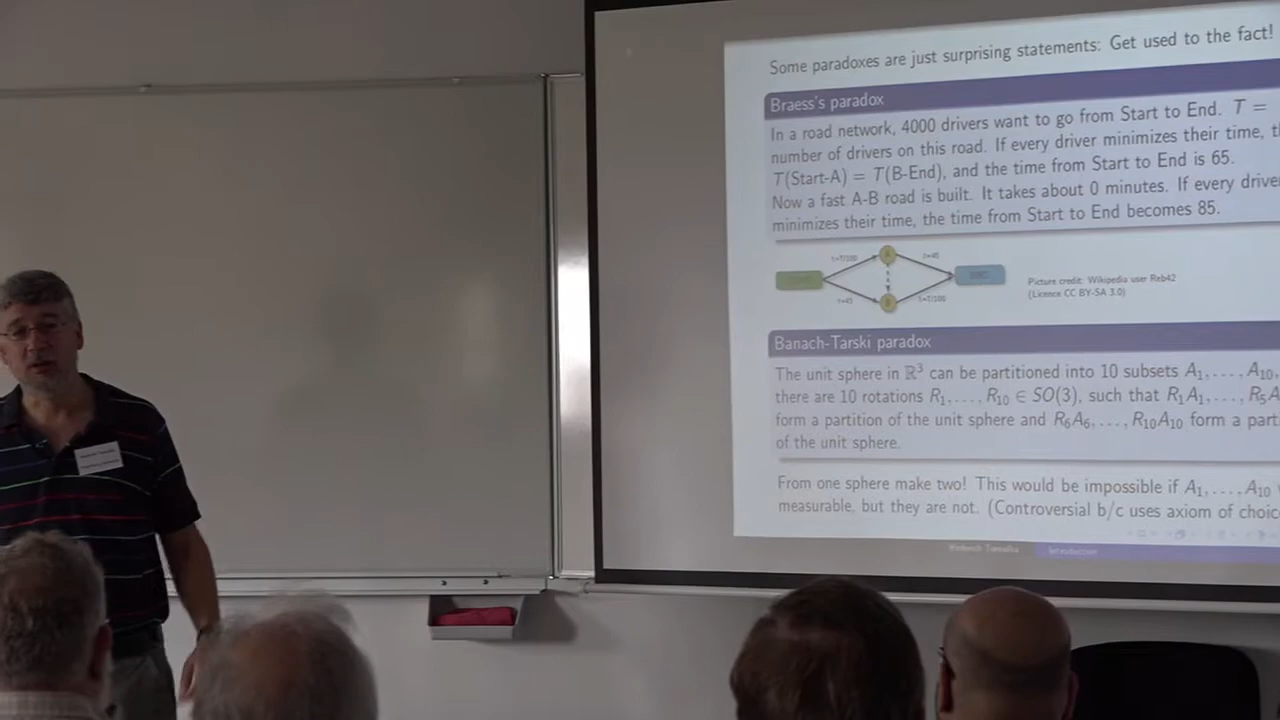 Some paradoxes are just surprising statements: Get used to the fact!
Braess's paradox
In a road network, 4000 drivers want to go from Start to End. T =
number of drivers on this road. If every driver minimizes their time,
T(Start-A) = T(B-End), and the time from Start to End is 65.
Now a fast A-B road is built. It takes about 0 minutes. If every
minimizes their time, the time from Start to End becomes 85.
t=T/100
A
t=45
t=45
t=T/100
Picture credit: Wikipedia user Reb42
(Licence CC BY-SA 3.0)
Banach-Tarski paradox
The unit sphere in ℝ³ can be partitioned into 10 subsets A₁,...,A₁₀,
there are 10 rotations R₁,...,R₁₀ ∈ SO(3), such that R₁A₁,...,R₅A
form a partition of the unit sphere and R₆A₆,...,R₁₀A₁₀ form a
of the unit sphere.
From one sphere make two! This would be impossible if A₁,...,A₁₀
measurable, but they are not. (Controversial b/c uses axiom of